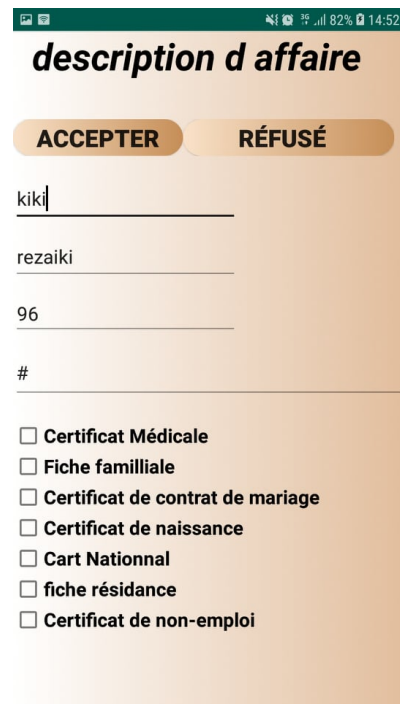 3G 82% 14:52
description d affaire
ACCEPTER RÉFUSÉ
kiki
rezaiki
96
#
Certificat Médicale
Fiche familliale
Certificat de contrat de mariage
Certificat de naissance
Cart Nationnal
fiche résidance
Certificat de non-emploi